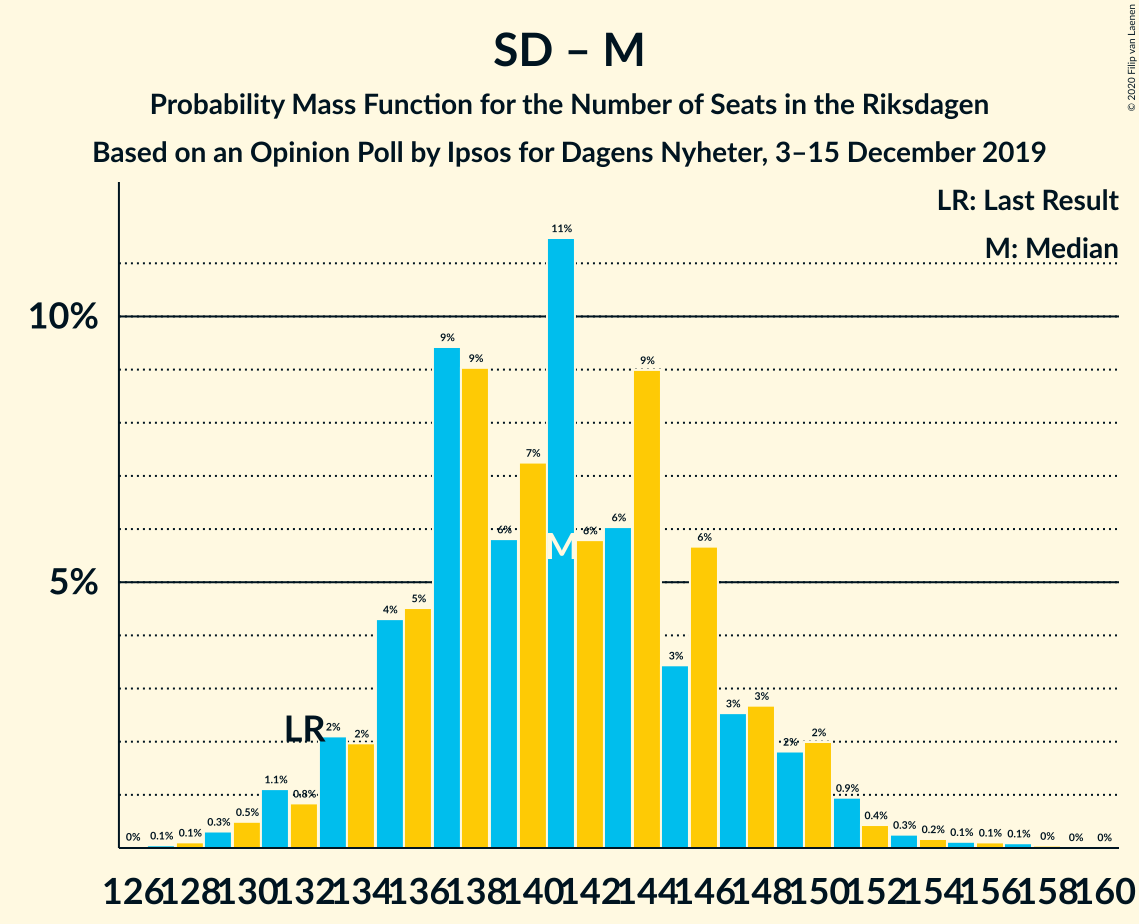 SD – M
Probability Mass Function for the Number of Seats in the Riksdagen
Based on an Opinion Poll by Ipsos for Dagens Nyheter, 3–15 December 2019
© 2020 Filip van Laenen
LR: Last Result
M: Median
10%
5%
0% 0.1% 0.1% 0.3% 0.5% 1.1% 0.8% 2% 2% 4% 5% 9% 9% 6% 7% 11% 6% 6% 9% 3% 6% 3% 3% 2% 2% 0.9% 0.4% 0.3% 0.2% 0.1% 0.1% 0.1% 0% 0% 0%
LR
M
126 128 130 132 134 136 138 140 142 144 146 148 150 152 154 156 158 160